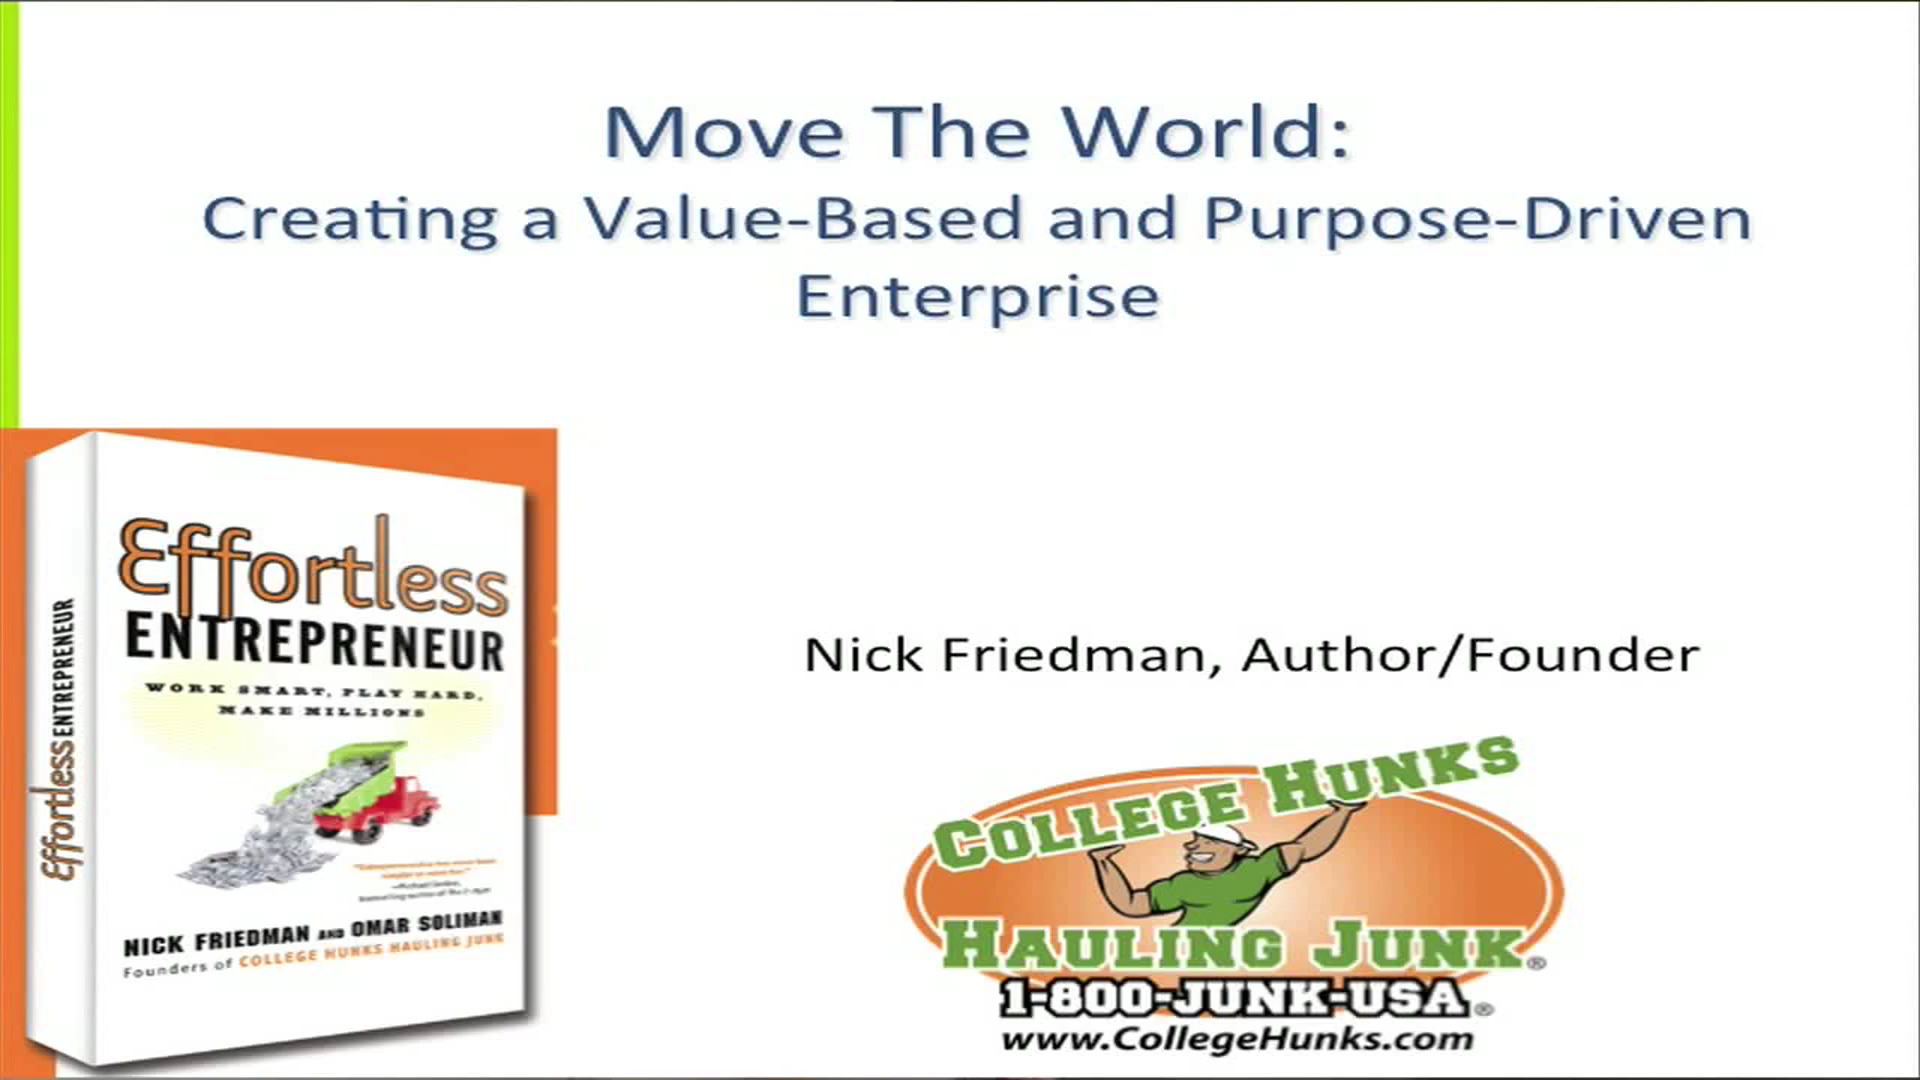 Move The World:
Creating a Value-Based and Purpose-Driven
Enterprise
Effortless
ENTREPRENEUR
WORK SMART, PLAY HARD,
MAKE MILLIONS
NICK FRIEDMAN AND OMAR SOLIMAN
Founders of COLLEGE HUNKS HAULING JUNK
Effortless ENTREPRENEUR
Nick Friedman, Author/Founder
COLLEGE HUNKS
HAULING JUNK®
1-800-JUNK-USA®
www.CollegeHunks.com